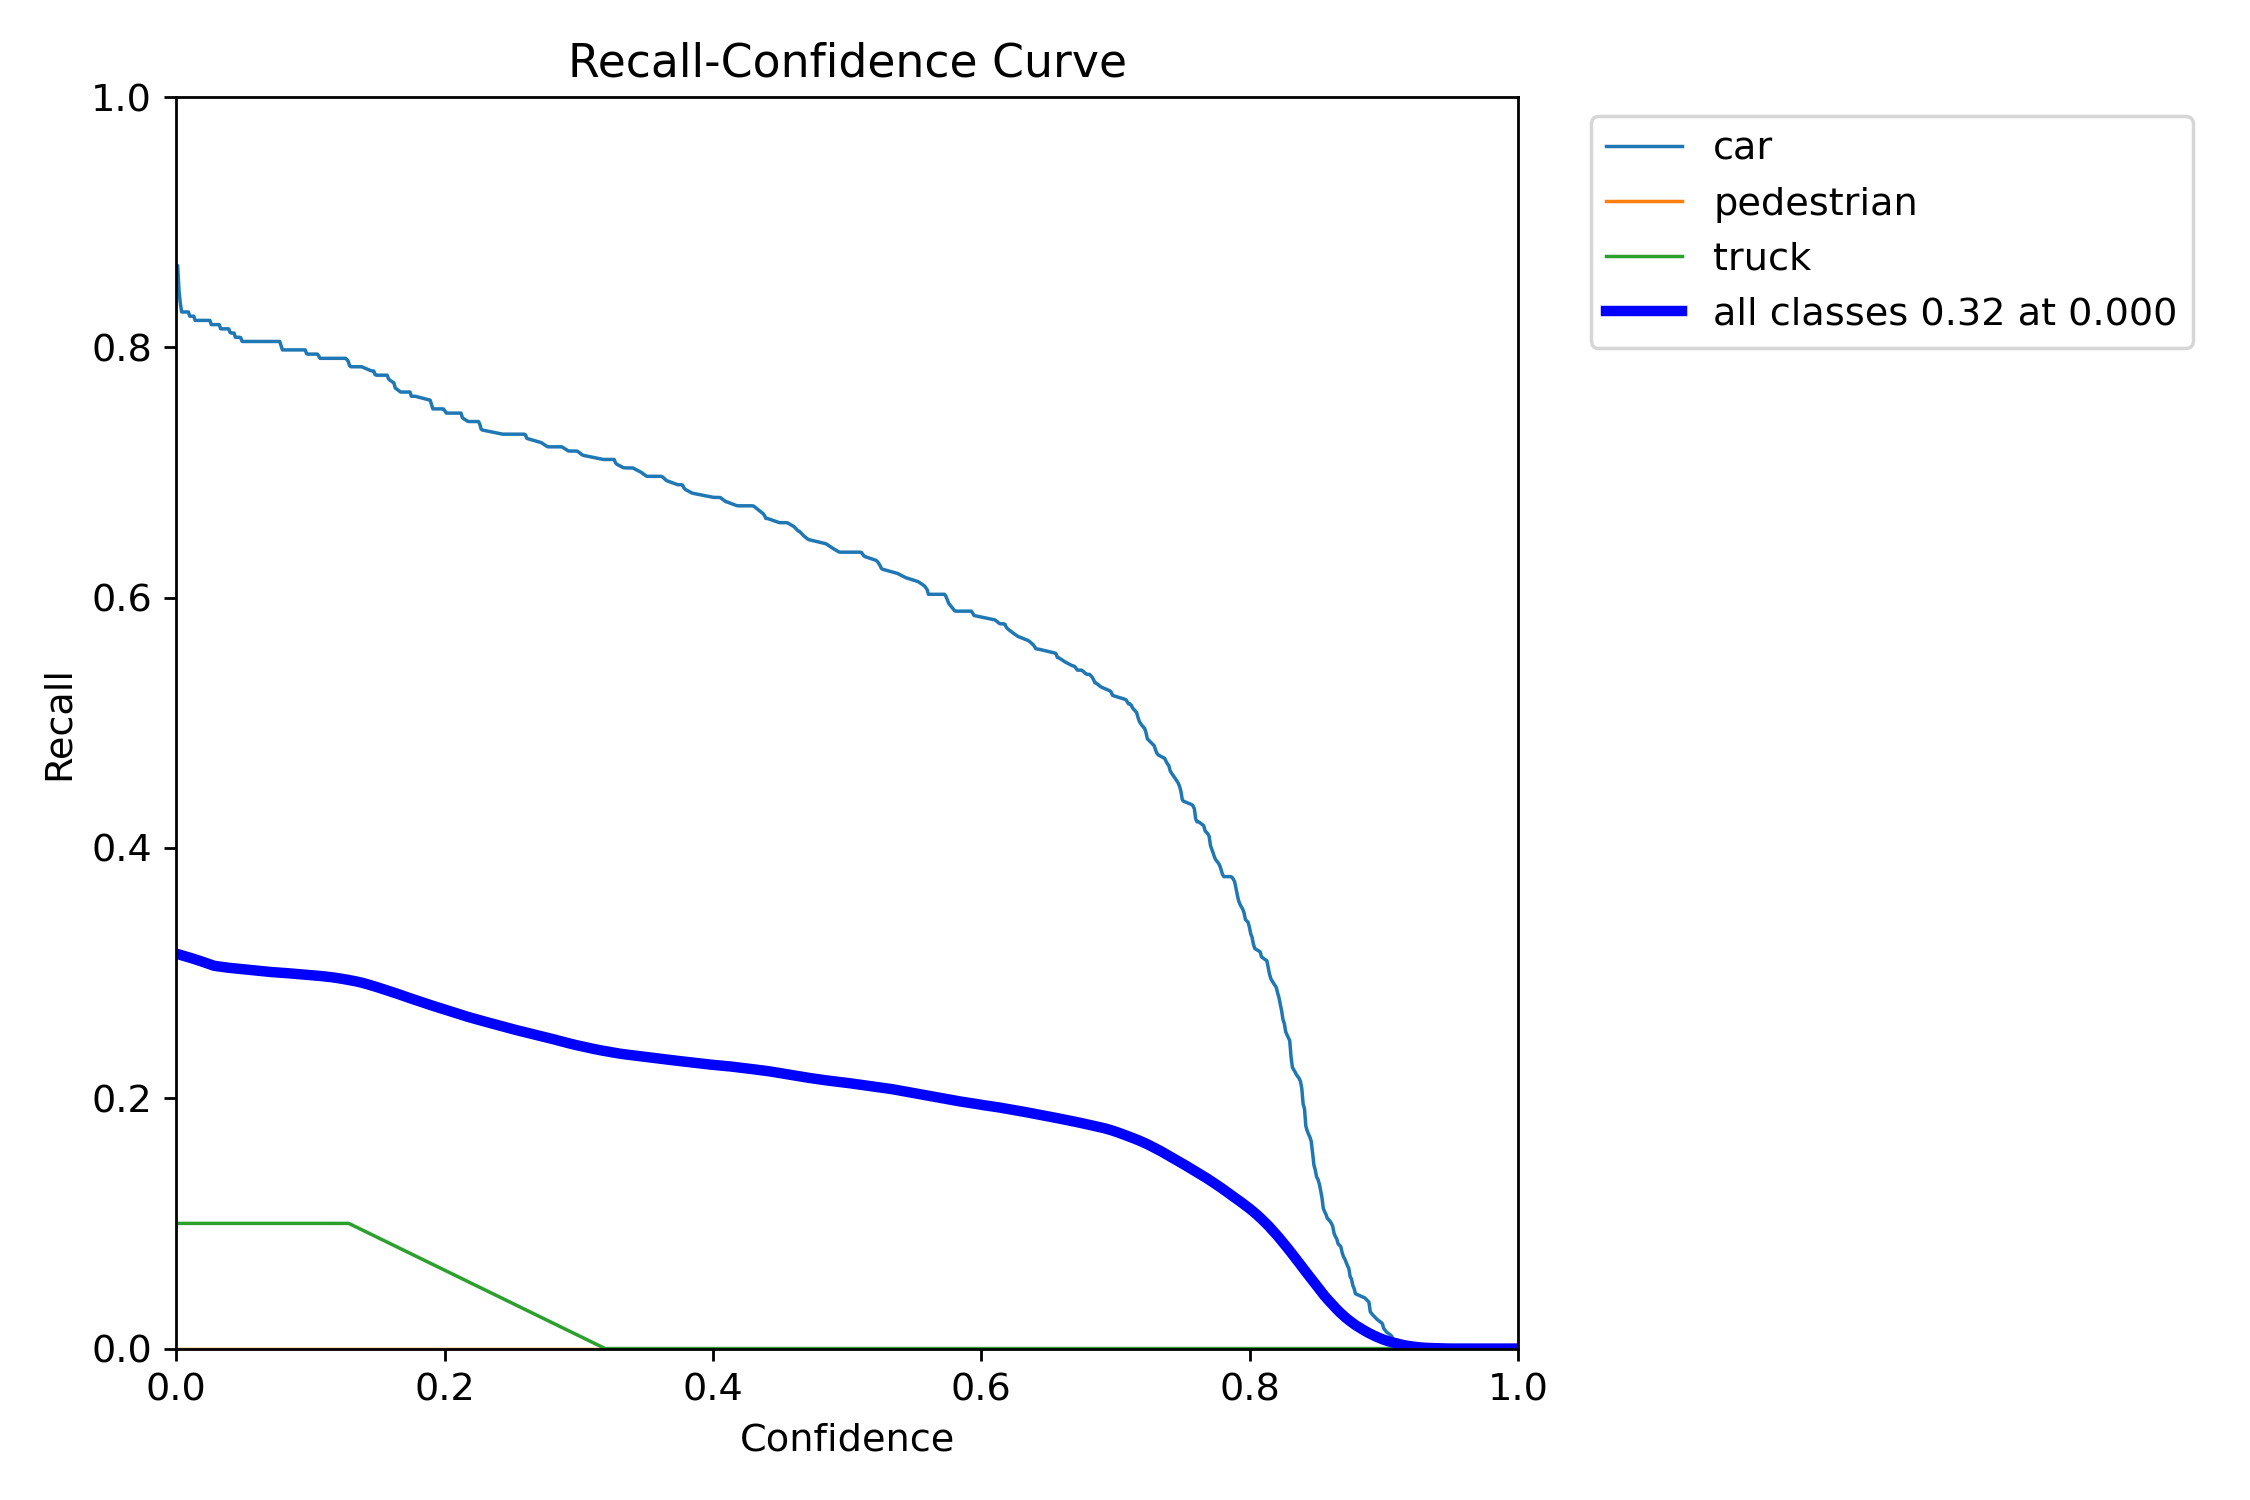 Recall-Confidence Curve
1.0
0.8
0.6
0.4
0.2
0.0
Recall
0.0 0.2 0.4 0.6 0.8 1.0
Confidence
car
pedestrian
truck
all classes 0.32 at 0.000